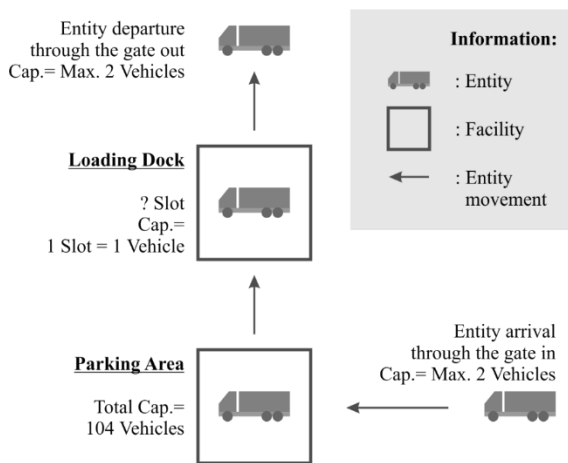 Entity departure
through the gate out
Cap.= Max. 2 Vehicles
Information:
: Entity
: Facility
: Entity
movement
Loading Dock
? Slot
Cap.=
1 Slot = 1 Vehicle
Parking Area
Total Cap.=
104 Vehicles
Entity arrival
through the gate in
Cap.= Max. 2 Vehicles